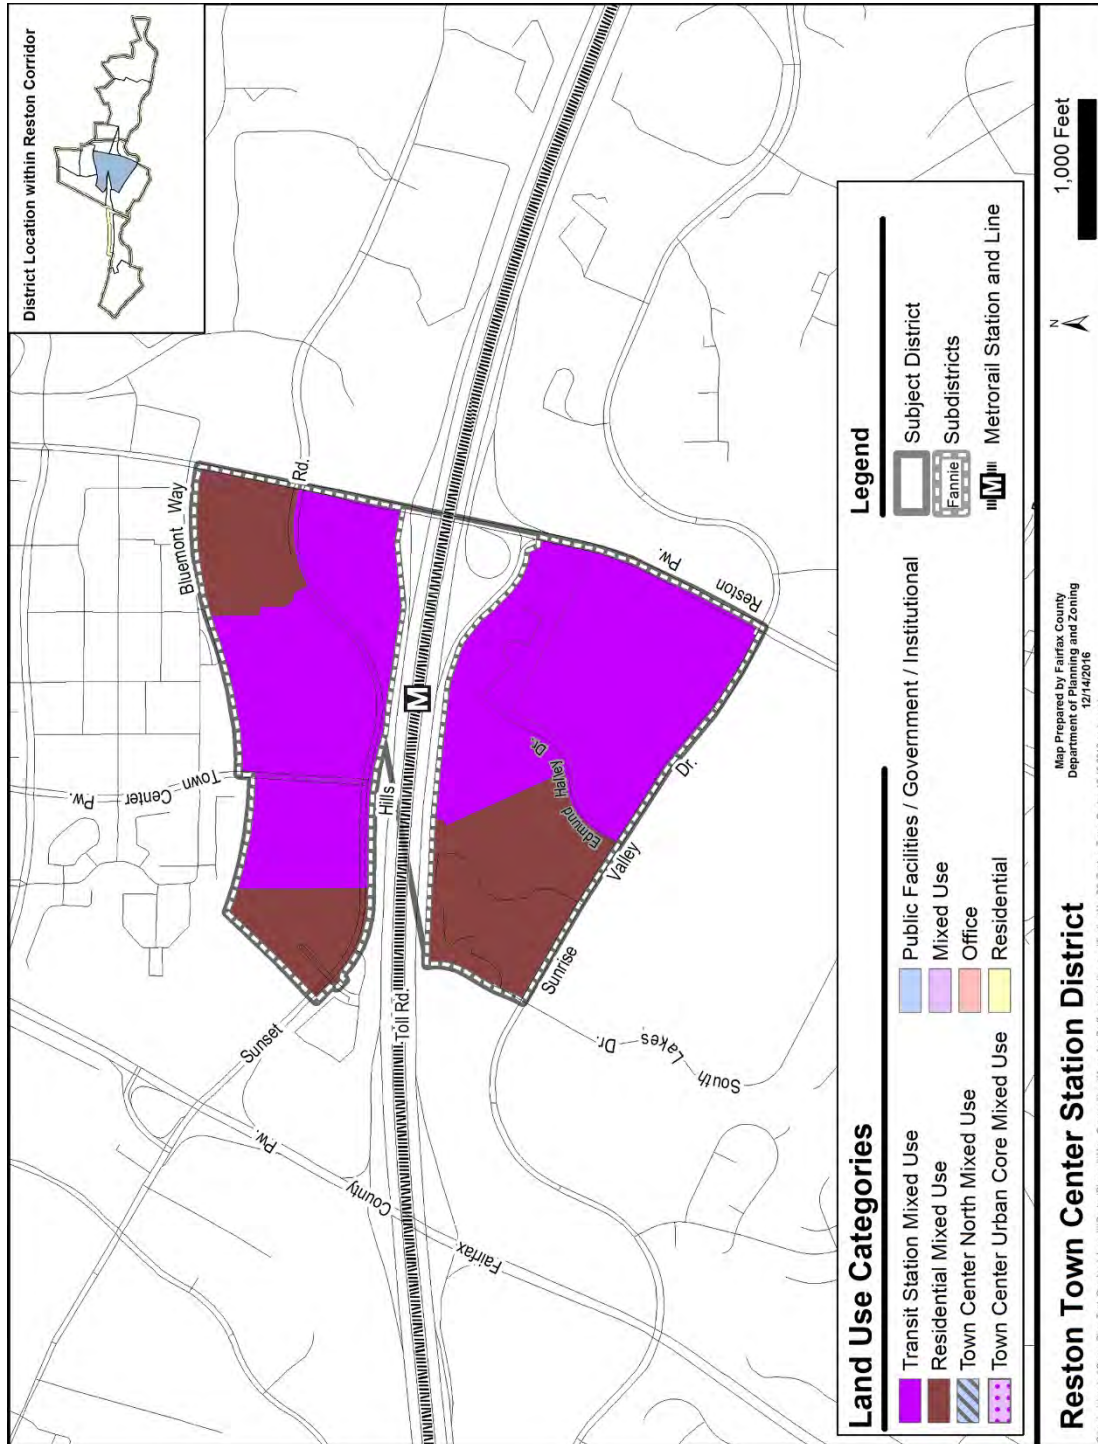 District Location within Reston Corridor
Bluemont Way
Rd.
Town Center Pw.
Hills
Sunset
Toll Rd.
M
Fairfax County Pw.
Reston Pw.
Edmund Halley Dr.
Sunrise Valley Dr.
South Lakes Dr.
Land Use Categories
Transit Station Mixed Use
Residential Mixed Use
Town Center North Mixed Use
Town Center Urban Core Mixed Use
Public Facilities / Government / Institutional
Mixed Use
Office
Residential
Legend
Subject District
Fannie
Subdistricts
M
Metrorail Station and Line
Reston Town Center Station District
Map Prepared by Fairfax County
Department of Planning and Zoning
12/14/2016
N
1,000 Feet